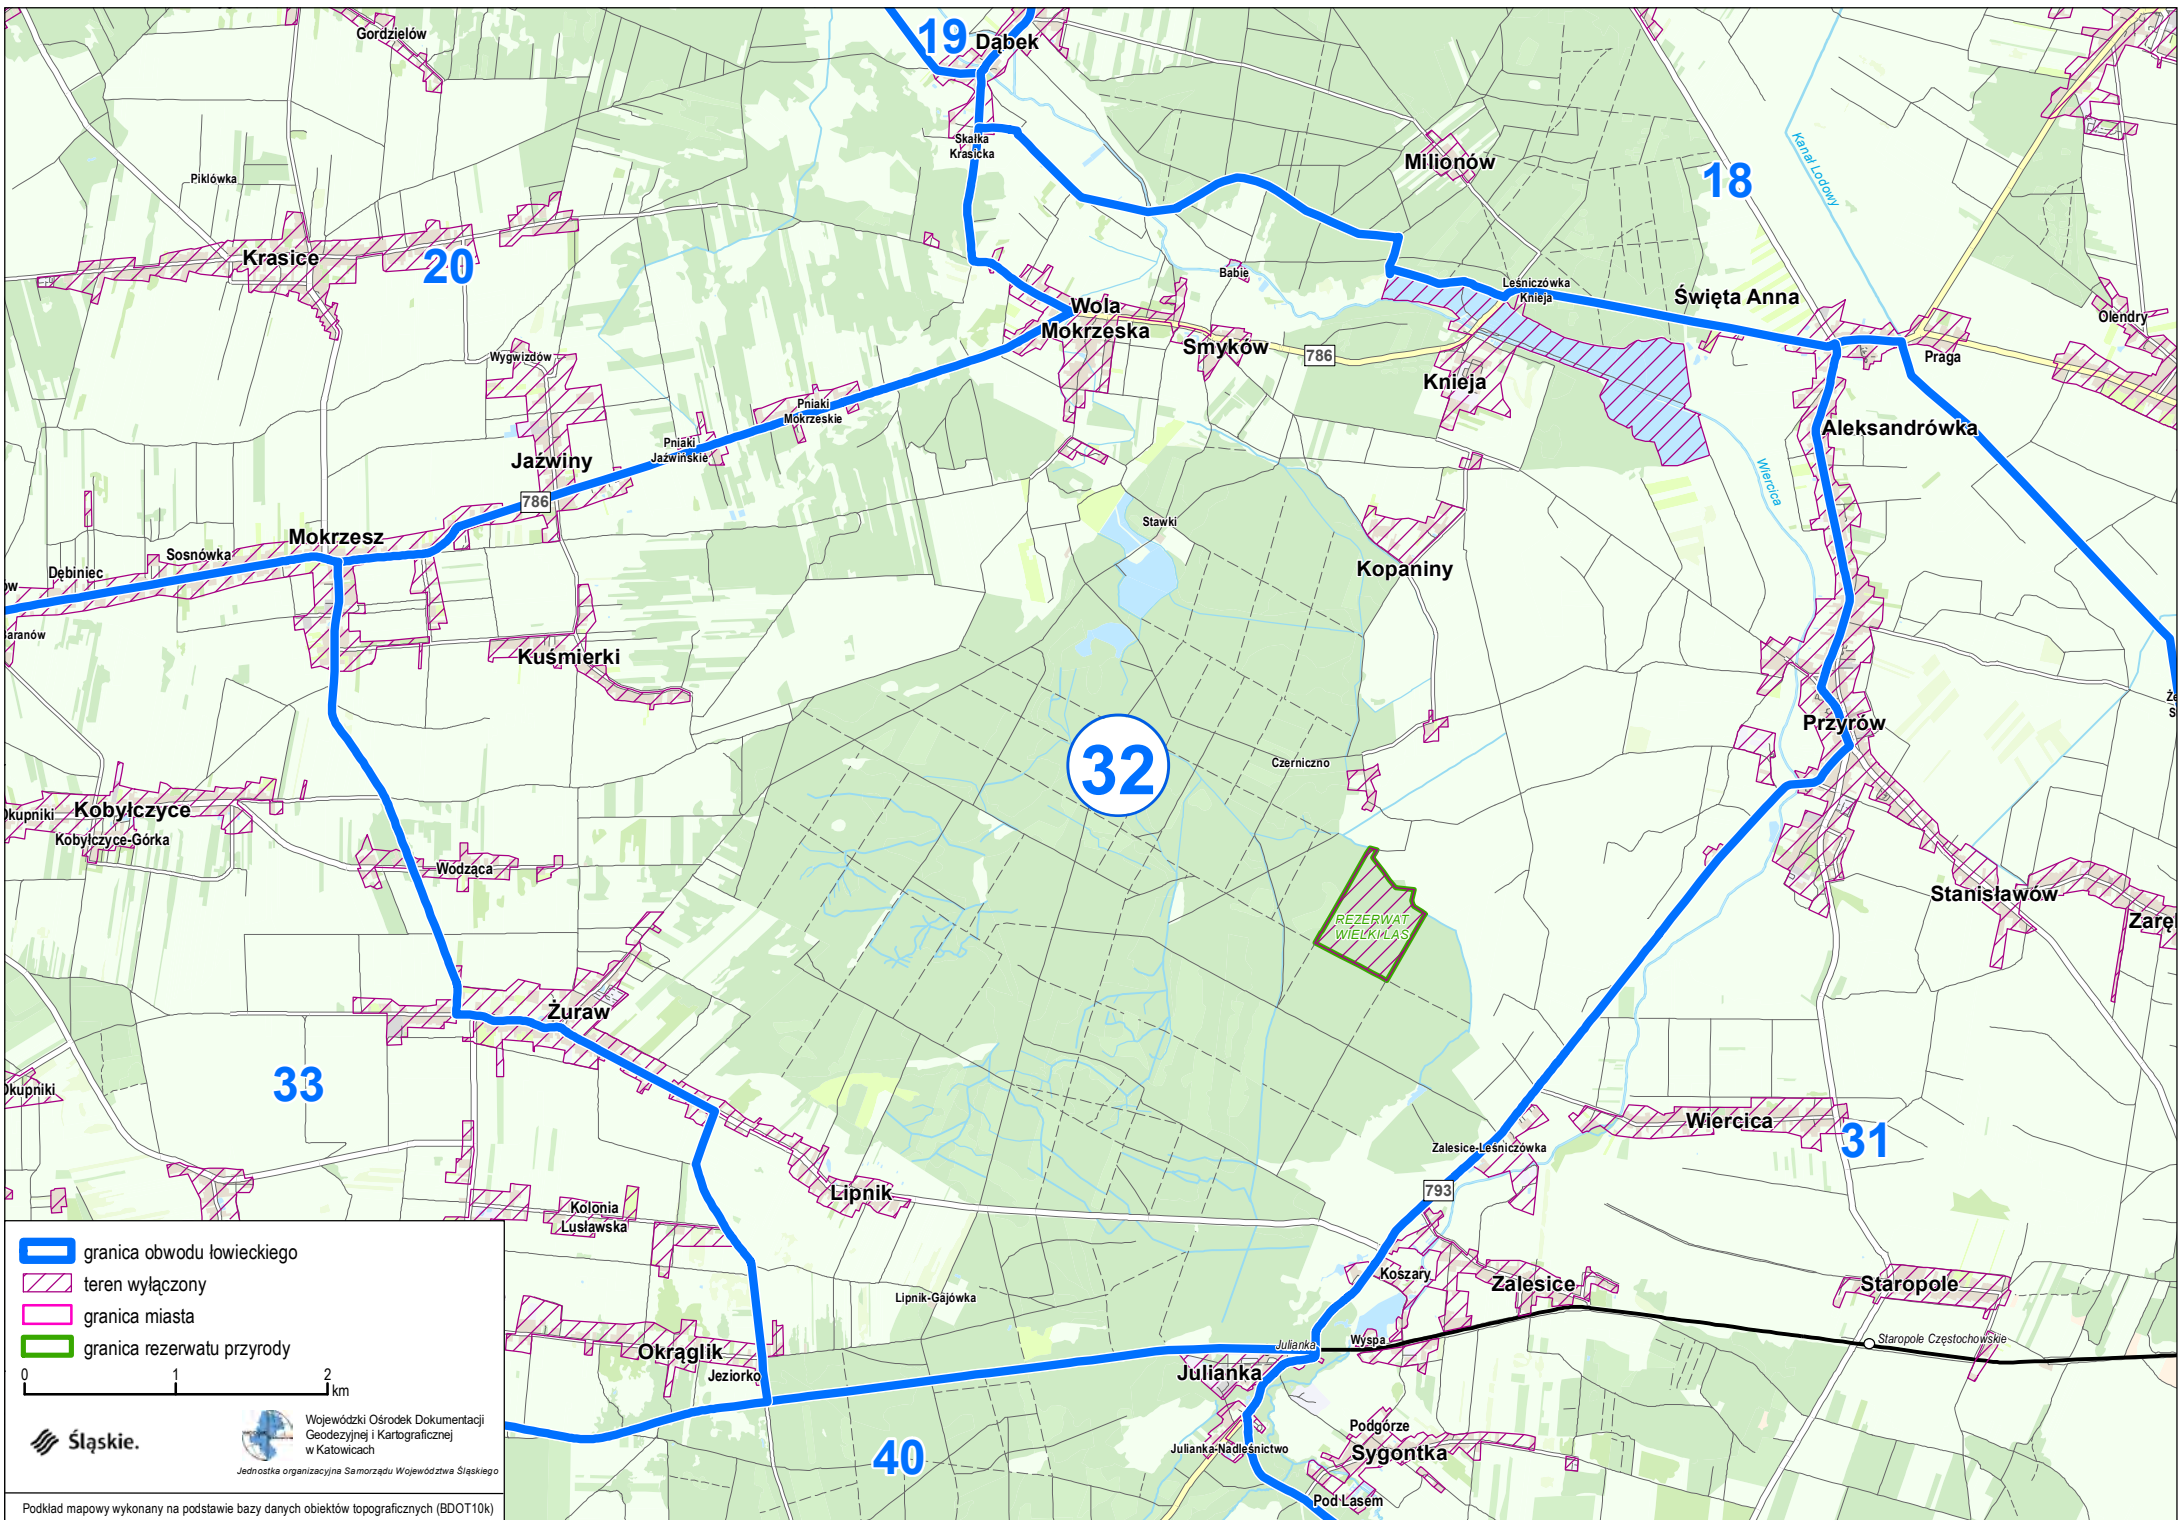 Gordzielów
19
Dąbek
Skałka
Krasicka
Milionów
18
Kanał Lodowy
Piklówka
Krasice
20
Babie
Leśniczówka
Knieja
Święta Anna
Olendry
Wola
Mokrzeska
Smyków
786
Praga
Wygwizdów
Knieja
Pniaki
Mokrzeskie
Aleksandrówka
Pniaki
Jaźwińskie
Jaźwiny
786
Wiercica
Stawki
Mokrzesz
Sosnówka
Dębiniec
Kopaniny
Kuśmierki
Przyrów
32
Czerniczno
Okupniki
Kobyłczyce
Kobyłczyce-Górka
Wodząca
REZERWAT
WIELKI LAS
Stanisławów
Żuraw
33
Okupniki
Wiercica
31
Zalesice-Leśniczówka
793
Lipnik
Kolonia
Lusławska
Koszary
Zalesice
Staropole
Lipnik-Gajówka
Staropole Częstochowskie
Wyspa
Julianka
Okrąglik
Jeziorko
Julianka
Podgórze
Sygontka
Julianka-Nadleśnictwo
40
Pod Lasem
granica obwodu łowieckiego
teren wyłączony
granica miasta
granica rezerwatu przyrody
0 1 2
km
Śląskie.
Wojewódzki Ośrodek Dokumentacji
Geodezyjnej i Kartograficznej
w Katowicach
Jednostka organizacyjna Samorządu Województwa Śląskiego
Podkład mapowy wykonany na podstawie bazy danych obiektów topograficznych (BDOT10k)